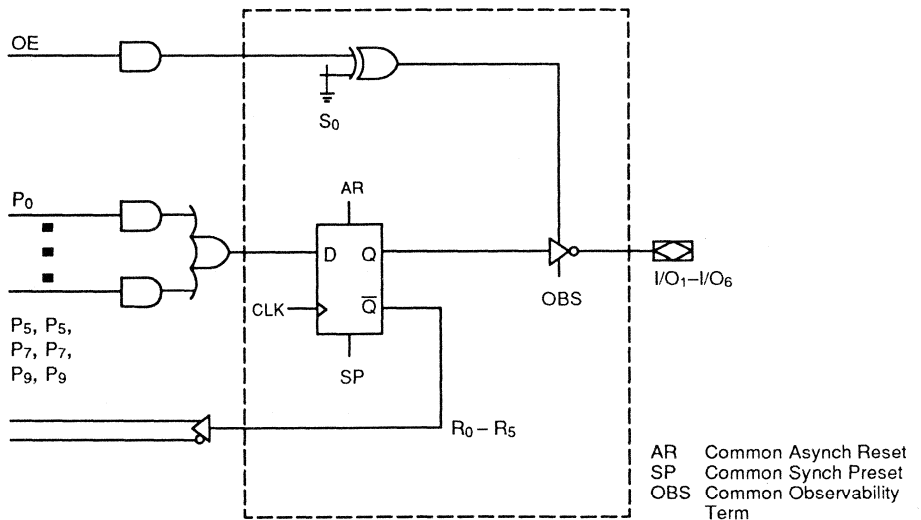 OE
S0
P0
AR
D Q
CLK Q̅
SP
OBS
I/O1–I/O6
P5, P5,
P7, P7,
P9, P9
R0 – R5
AR Common Asynch Reset
SP Common Synch Preset
OBS Common Observability
Term